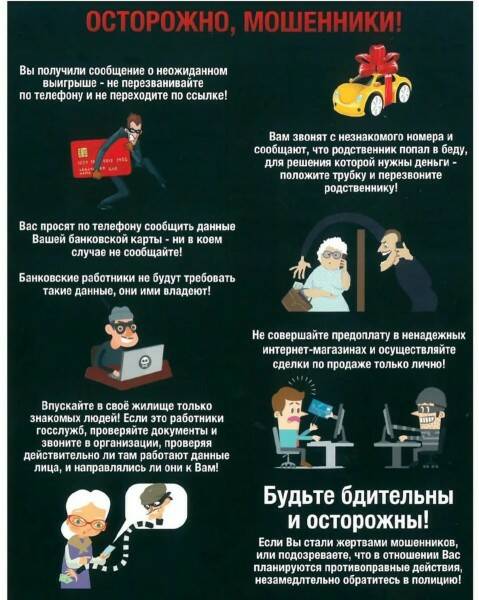 ОСТОРОЖНО, МОШЕННИКИ!
Вы получили сообщение о неожиданном
выигрыше - не перезванивайте
по телефону и не переходите по ссылке!
Вам звонят с незнакомого номера и
сообщают, что родственник попал в беду,
для решения которой нужны деньги -
положите трубку и перезвоните
родственнику!
Вас просят по телефону сообщить данные
Вашей банковской карты - ни в коем
случае не сообщайте!
Банковские работники не будут требовать
такие данные, они ими владеют!
Не совершайте предоплату в ненадежных
интернет-магазинах и осуществляйте
сделки по продаже только лично!
Впускайте в своё жилище только
знакомых людей! Если это работники
госслужб, проверяйте документы и
звоните в организации, проверяя
действительно ли там работают данные
лица, и направлялись ли они к Вам!
Будьте бдительны
и осторожны!
Если Вы стали жертвами мошенников,
или подозреваете, что в отношении Вас
планируются противоправные действия,
незамедлтельно обратитесь в полицию!